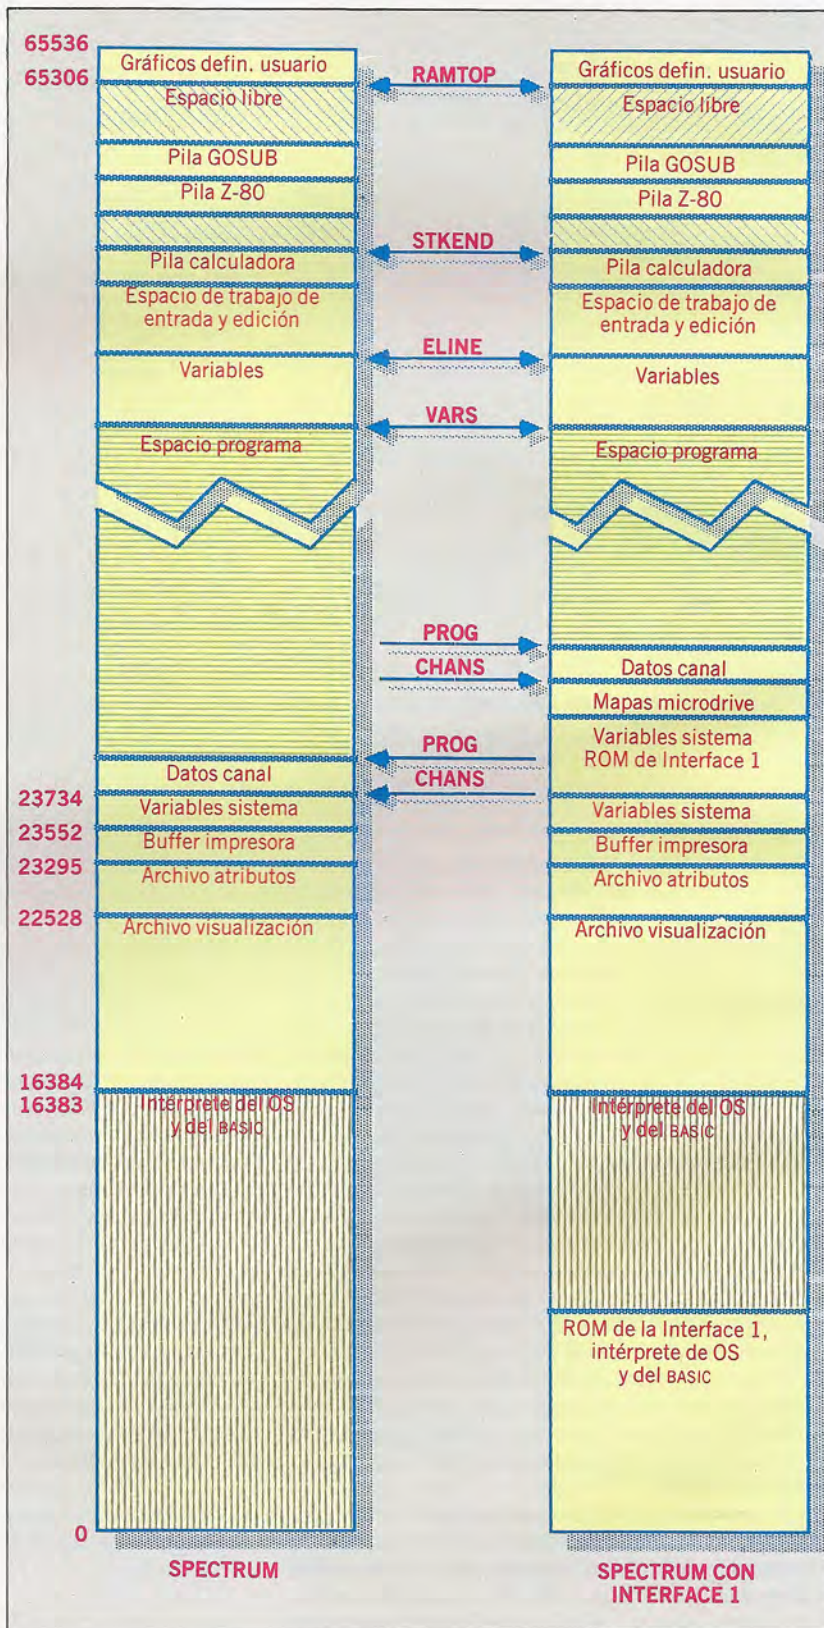 65536
65306
Gráficos defin. usuario
Espacio libre
Pila GOSUB
Pila Z-80
Pila calculadora
Espacio de trabajo de
entrada y edición
Variables
Espacio programa
Datos canal
23734
Variables sistema
23552
Buffer impresora
23295
Archivo atributos
22528
Archivo visualización
16384
16383
Intérprete del OS
y del BASIC
0
SPECTRUM
RAMTOP
STKEND
ELINE
VARS
PROG
CHANS
PROG
CHANS
Gráficos defin. usuario
Espacio libre
Pila GOSUB
Pila Z-80
Pila calculadora
Espacio de trabajo de
entrada y edición
Variables
Espacio programa
Datos canal
Mapas microdrive
Variables sistema
ROM de Interface 1
Variables sistema
Buffer impresora
Archivo atributos
Archivo visualización
Intérprete del OS
y del BASIC
ROM de la Interface 1,
intérprete de OS
y del BASIC
SPECTRUM CON
INTERFACE 1